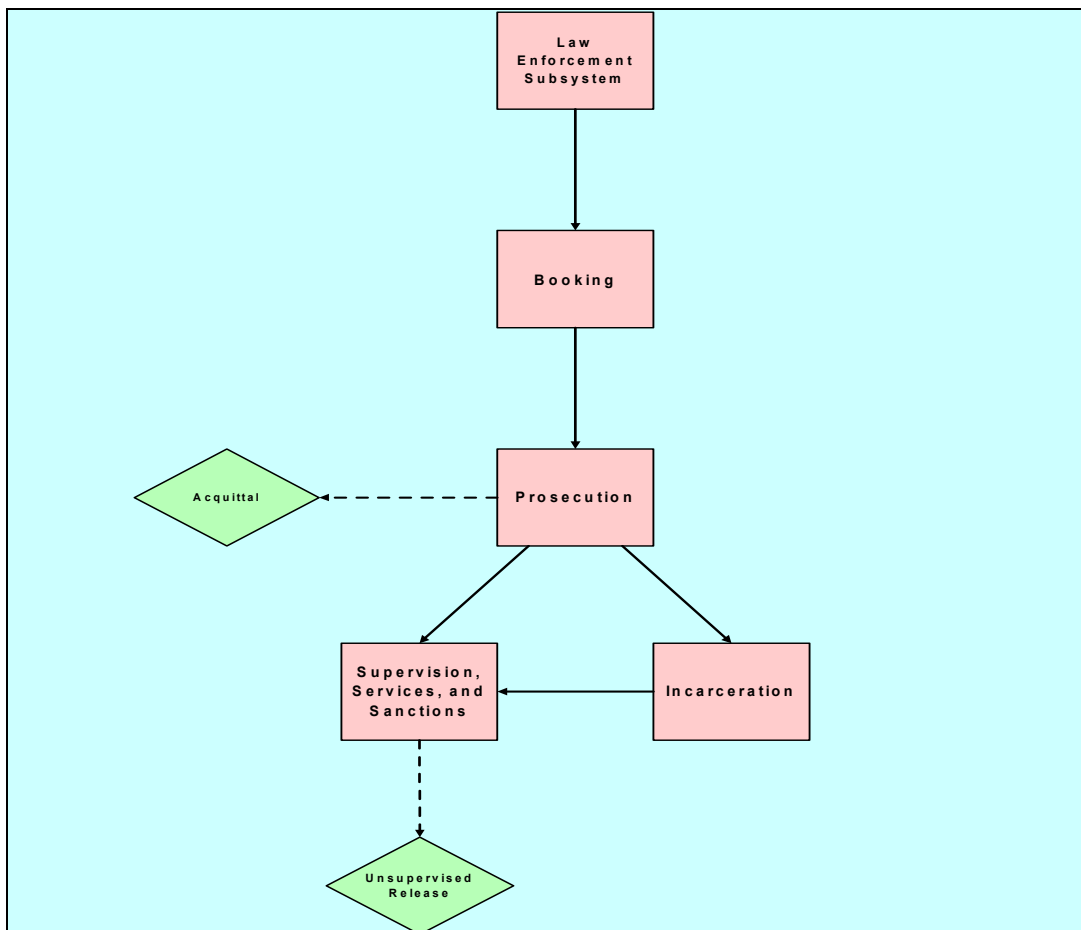 Law
Enforcement
Subsystem
Booking
Acquittal
Prosecution
Supervision,
Services, and
Sanctions
Incarceration
Unsupervised
Release